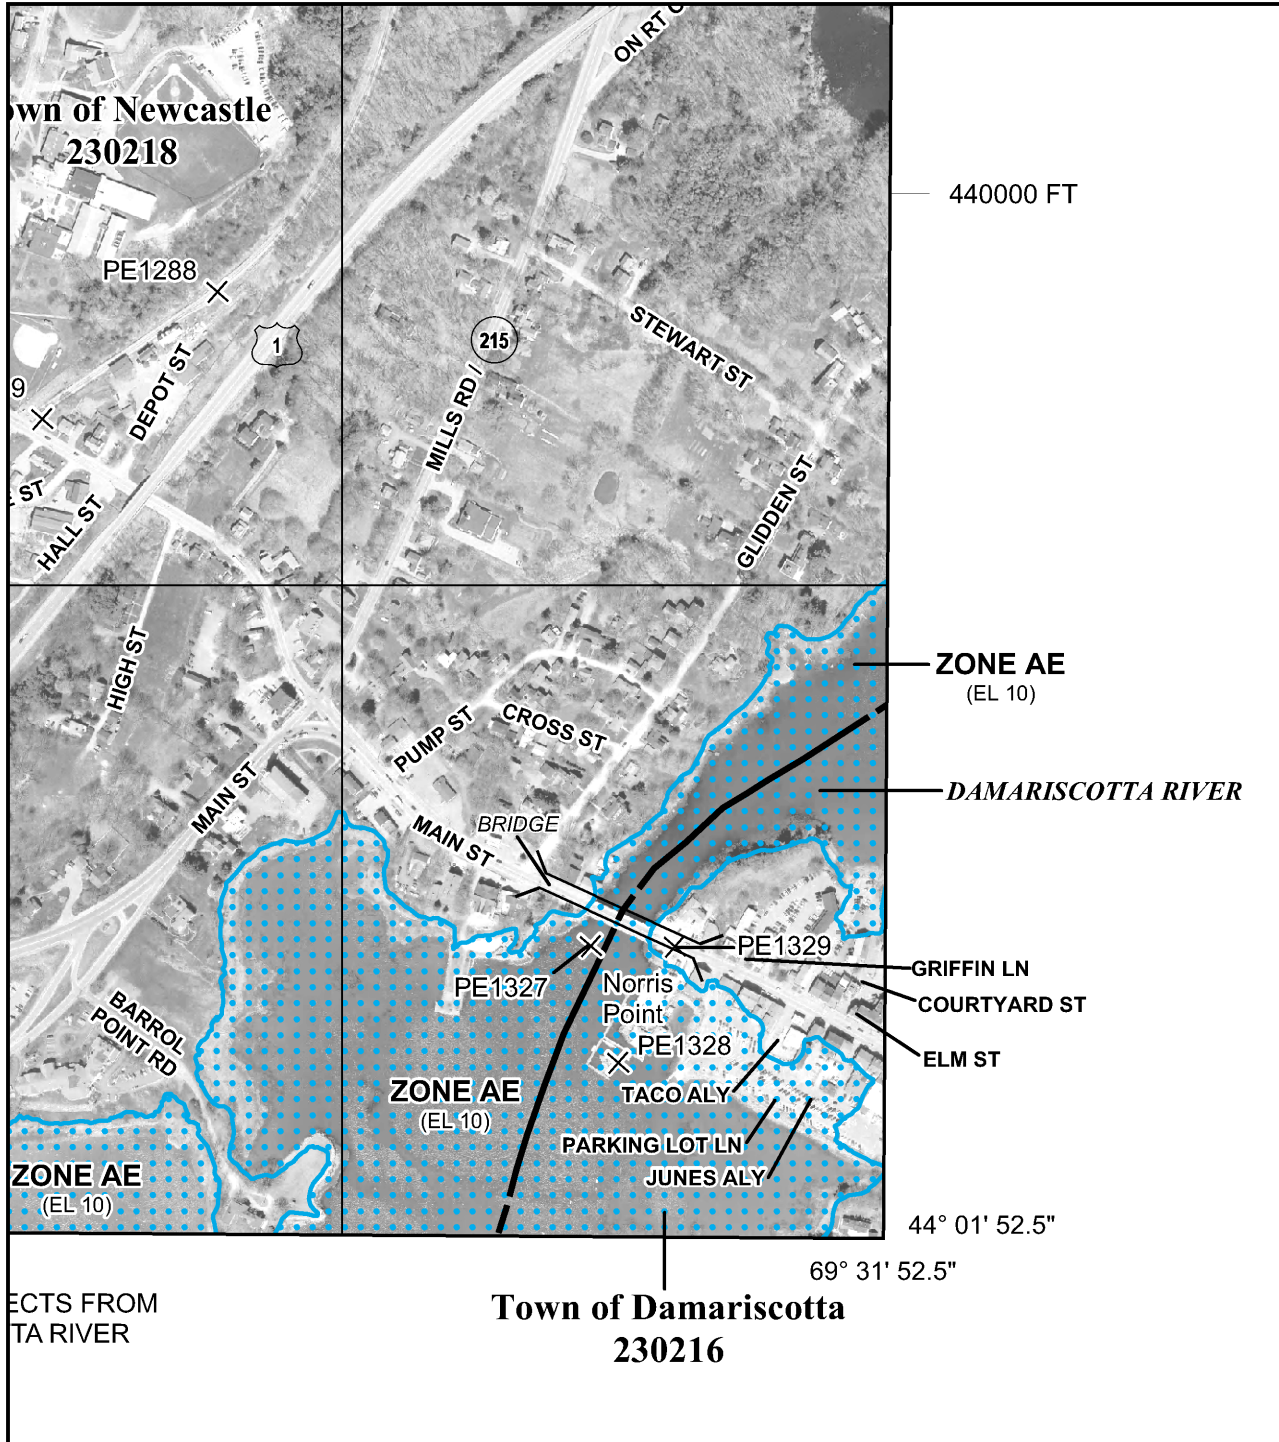 ON RT
own of Newcastle
230218
440000 FT
PE1288
1
215
STEWART ST
DEPOT ST
9
MILLS RD /
E ST
HALL ST
GLIDDEN ST
HIGH ST
ZONE AE
(EL 10)
PUMP ST
CROSS ST
MAIN ST
DAMARISCOTTA RIVER
BRIDGE
MAIN ST
PE1329
GRIFFIN LN
PE1327
Norris
Point
COURTYARD ST
BARROL
POINT RD
PE1328
ELM ST
ZONE AE
(EL 10)
TACO ALY
PARKING LOT LN
JUNES ALY
ZONE AE
(EL 10)
44° 01' 52.5"
69° 31' 52.5"
ECTS FROM
TA RIVER
Town of Damariscotta
230216